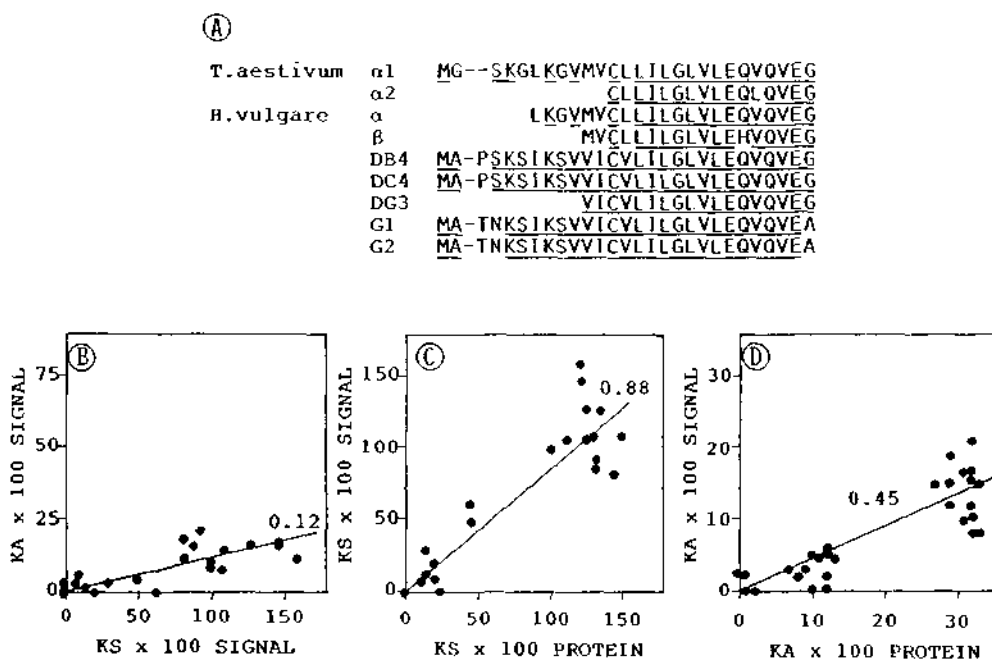 A
T.aestivum α1 MG--SKGLKGVMVCLLILGLVLEQVQVEG
α2 CLLILGLVLEQLQVEG
H.vulgare α LKGVMVCLLILGLVLEQVQVEG
β MVCLLILGLVLEHVQVEG
DB4 MA-PSKSIKSVVICVLILGLVLEQVQVEG
DC4 MA-PSKSIKSVVICVLILGLVLEQVQVEG
DG3 VICVLILGLVLEQVQVEG
G1 MA-TNKSIKSVVICVLILGLVLEQVQVEA
G2 MA-TNKSIKSVVICVLILGLVLEQVQVEA
B
KA x 100 SIGNAL
75
50
25
0
0.12
0 50 100 150
KS x 100 SIGNAL
C
KS x 100 SIGNAL
150
100
50
0
0.88
0 50 100 150
KS x 100 PROTEIN
D
KA x 100 SIGNAL
30
20
10
0
0.45
0 10 20 30
KA x 100 PROTEIN